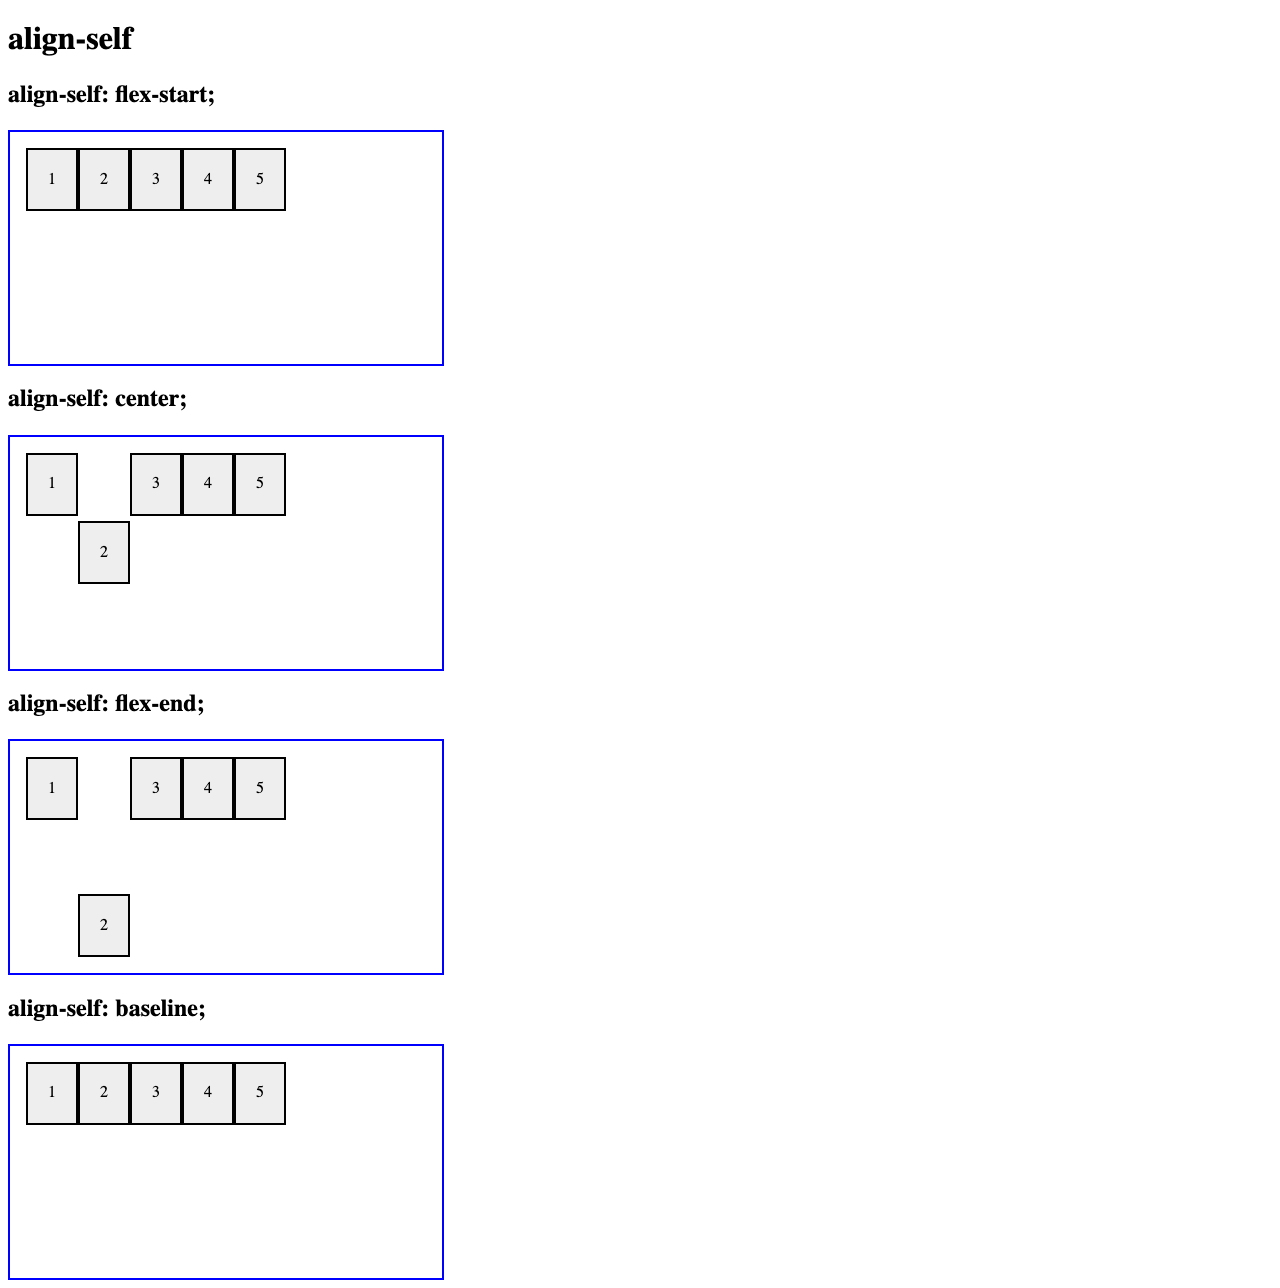 align-self
align-self: flex-start;
1 2 3 4 5
align-self: center;
1 3 4 5
2
align-self: flex-end;
1 3 4 5
2
align-self: baseline;
1 2 3 4 5